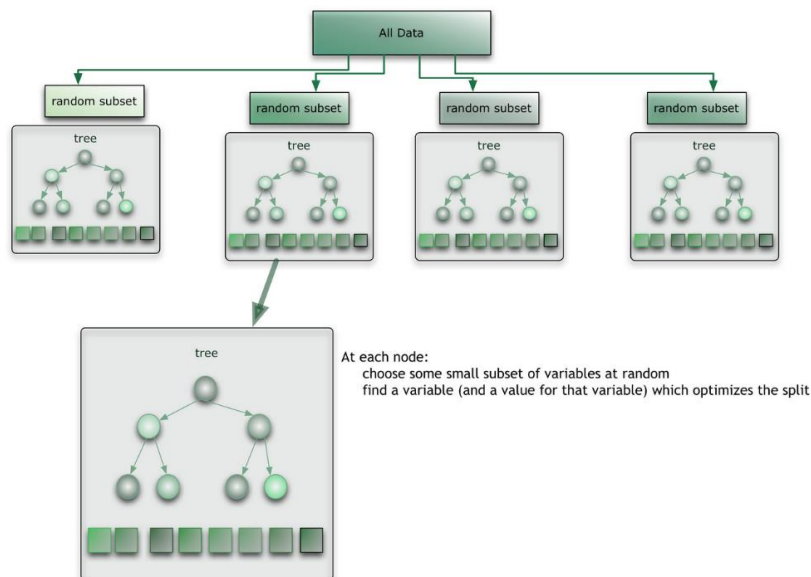 All Data
random subset
random subset
random subset
random subset
tree
tree
tree
tree
tree
At each node:
choose some small subset of variables at random
find a variable (and a value for that variable) which optimizes the split